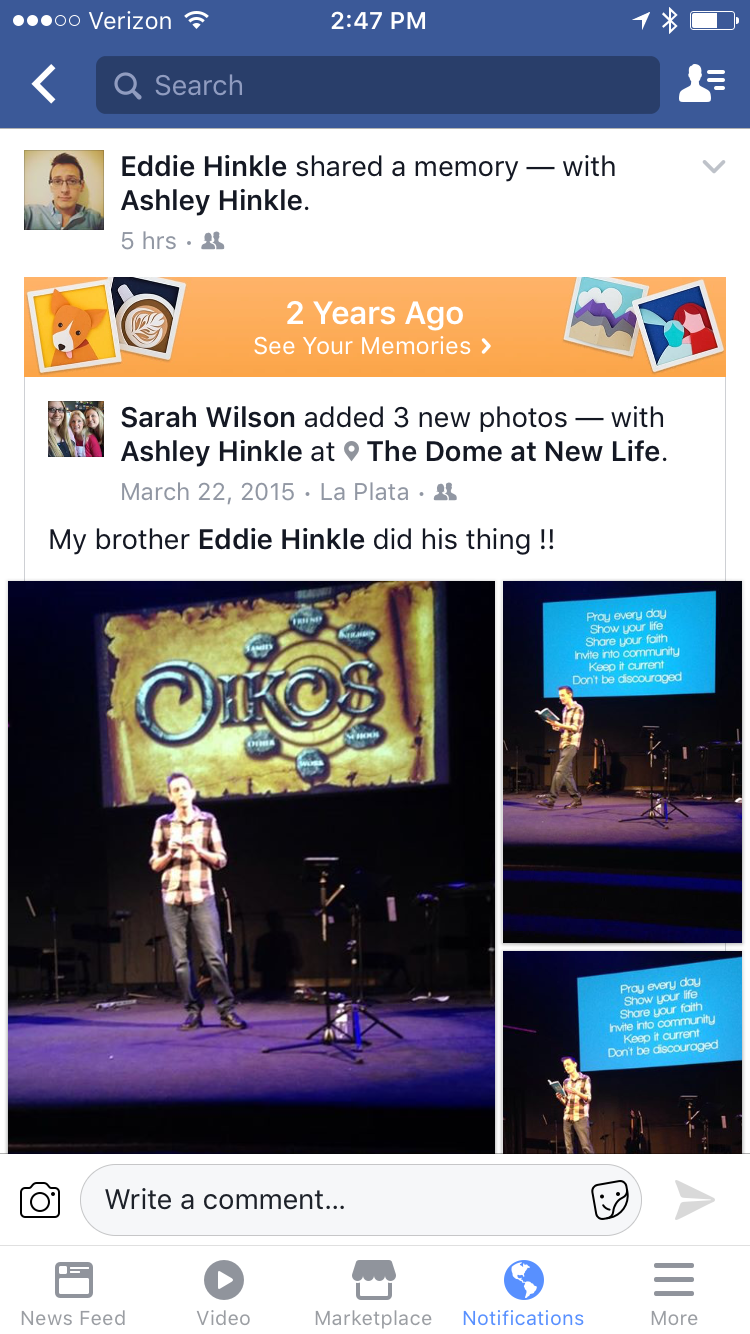 Verizon 2:47 PM
Search
Eddie Hinkle shared a memory — with
Ashley Hinkle.
5 hrs ·
2 Years Ago
See Your Memories
Sarah Wilson added 3 new photos — with
Ashley Hinkle at The Dome at New Life.
March 22, 2015 · La Plata ·
My brother Eddie Hinkle did his thing !!
FRIEND
FAMILY
NEIGHBOR
OIKOS
OTHER
SCHOOL
WORK
Pray every day
Show your life
Share your faith
Invite into community
Keep it current
Don't be discouraged
Pray every day
Show your life
Share your faith
Invite into community
Keep it current
Don't be discouraged
Write a comment...
News Feed Video Marketplace Notifications More